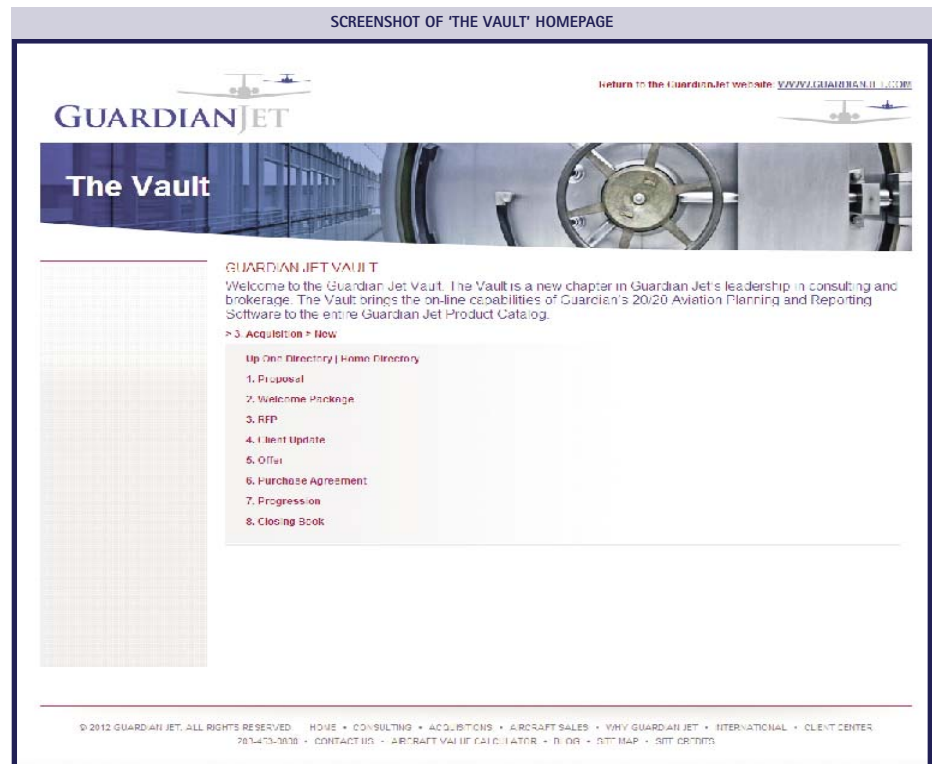 SCREENSHOT OF 'THE VAULT' HOMEPAGE
Return to the GuardianJet website: WWW.GUARDIANJET.COM
GUARDIANJET
The Vault
GUARDIAN JET VAULT
Welcome to the Guardian Jet Vault. The Vault is a new chapter in Guardian Jet's leadership in consulting and
brokerage. The Vault brings the on-line capabilities of Guardian's 20/20 Aviation Planning and Reporting
Software to the entire Guardian Jet Product Catalog.
> 3. Acquisition > New
Up One Directory | Home Directory
1. Proposal
2. Welcome Package
3. RFP
4. Client Update
5. Offer
6. Purchase Agreement
7. Progression
8. Closing Book
© 2012 GUARDIAN JET. ALL RIGHTS RESERVED HOME • CONSULTING • ACQUISITIONS • AIRCRAFT SALES • WHY GUARDIAN JET • INTERNATIONAL • CLIENT CENTER
• CONTACT US • AIRCRAFT VALUE CALCULATOR • BLOG • SITE MAP • SITE CREDITS